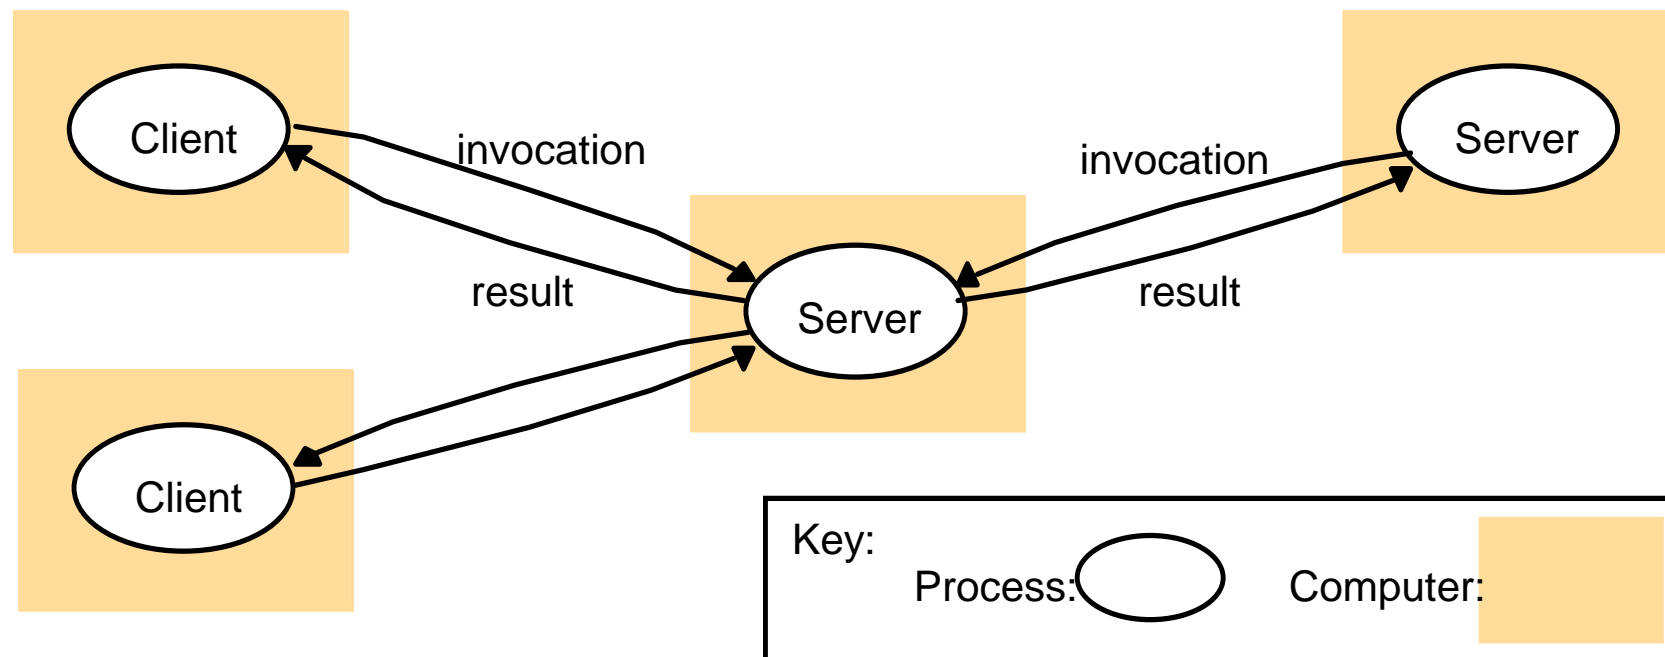 Client
invocation
result
Server
invocation
result
Server
Client
Key:
Process:
Computer: